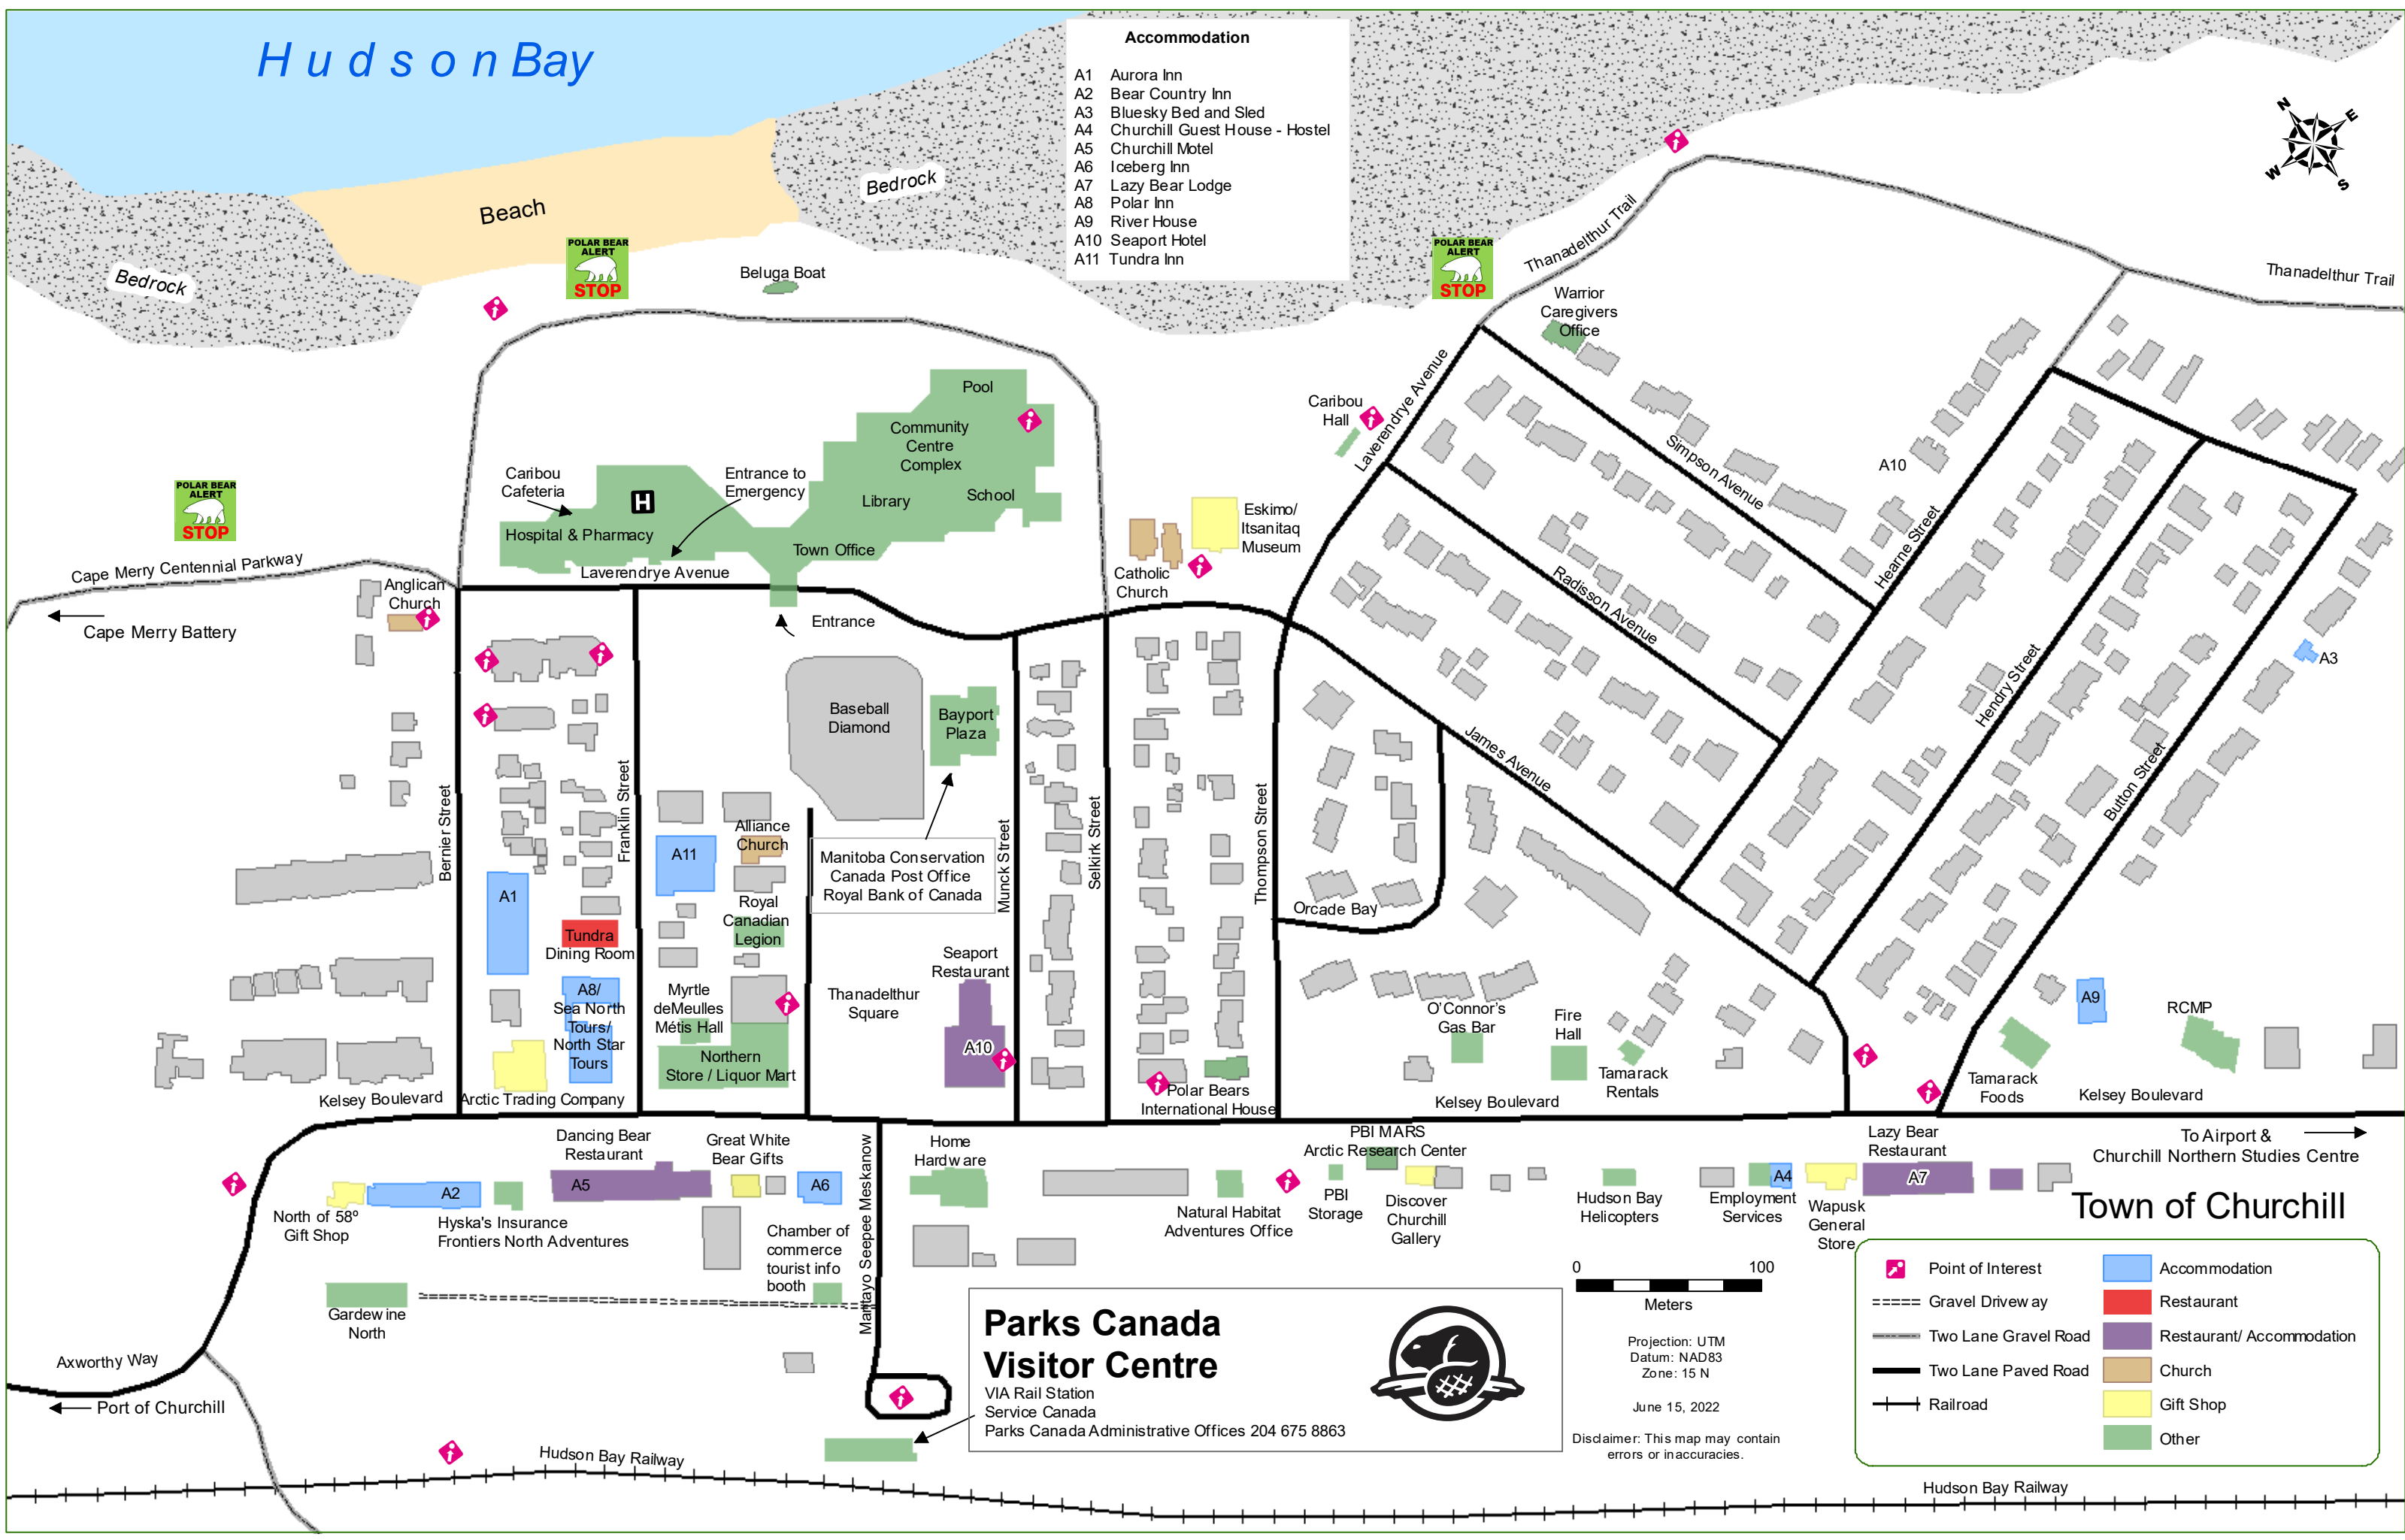 Hudson Bay
Beach
Bedrock
Bedrock
Accommodation
A1 Aurora Inn
A2 Bear Country Inn
A3 Bluesky Bed and Sled
A4 Churchill Guest House - Hostel
A5 Churchill Motel
A6 Iceberg Inn
A7 Lazy Bear Lodge
A8 Polar Inn
A9 River House
A10 Seaport Hotel
A11 Tundra Inn
N
E
W
S
POLAR BEAR
ALERT
STOP
Beluga Boat
POLAR BEAR
ALERT
STOP
Thanadelthur Trail
Thanadelthur Trail
Warrior
Caregivers
Office
Pool
Community
Centre
Complex
Library
School
Caribou
Cafeteria
H
Entrance to
Emergency
Hospital & Pharmacy
Town Office
Laverendrye Avenue
Entrance
Caribou
Hall
Laverendrye Avenue
Simpson Avenue
A10
Hearne Street
POLAR BEAR
ALERT
STOP
Cape Merry Centennial Parkway
Cape Merry Battery
Anglican
Church
Eskimo/
Itsanitaq
Museum
Catholic
Church
Radisson Avenue
Hendry Street
A3
James Avenue
Button Street
Baseball
Diamond
Bayport
Plaza
Bernier Street
Franklin Street
Alliance
Church
A11
Manitoba Conservation
Canada Post Office
Royal Bank of Canada
Munck Street
Selkirk Street
Thompson Street
Orcade Bay
A1
Tundra
Dining Room
Royal
Canadian
Legion
A8/
Sea North
Tours/
North Star
Tours
Myrtle
deMeulles
Métis Hall
Northern
Store / Liquor Mart
Thanadelthur
Square
Seaport
Restaurant
A10
O'Connor's
Gas Bar
Fire
Hall
Tamarack
Rentals
A9
RCMP
Tamarack
Foods
Kelsey Boulevard
Arctic Trading Company
Polar Bears
International House
Kelsey Boulevard
Kelsey Boulevard
Dancing Bear
Restaurant
A5
Great White
Bear Gifts
A6
Mantayo Seepee Meskanow
Home
Hardware
PBI MARS
Arctic Research Center
Lazy Bear
Restaurant
A7
To Airport &
Churchill Northern Studies Centre
North of 58º
Gift Shop
A2
Hyska's Insurance
Frontiers North Adventures
Chamber of
commerce
tourist info
booth
Natural Habitat
Adventures Office
PBI
Storage
Discover
Churchill
Gallery
Hudson Bay
Helicopters
Employment
Services
A4
Wapusk
General
Store
Town of Churchill
Gardewine
North
Axworthy Way
Port of Churchill
Hudson Bay Railway
Parks Canada
Visitor Centre
VIA Rail Station
Service Canada
Parks Canada Administrative Offices 204 675 8863
0 100
Meters
Projection: UTM
Datum: NAD83
Zone: 15 N
June 15, 2022
Disclaimer: This map may contain
errors or inaccuracies.
Point of Interest
Gravel Driveway
Two Lane Gravel Road
Two Lane Paved Road
Railroad
Accommodation
Restaurant
Restaurant/ Accommodation
Church
Gift Shop
Other
Hudson Bay Railway